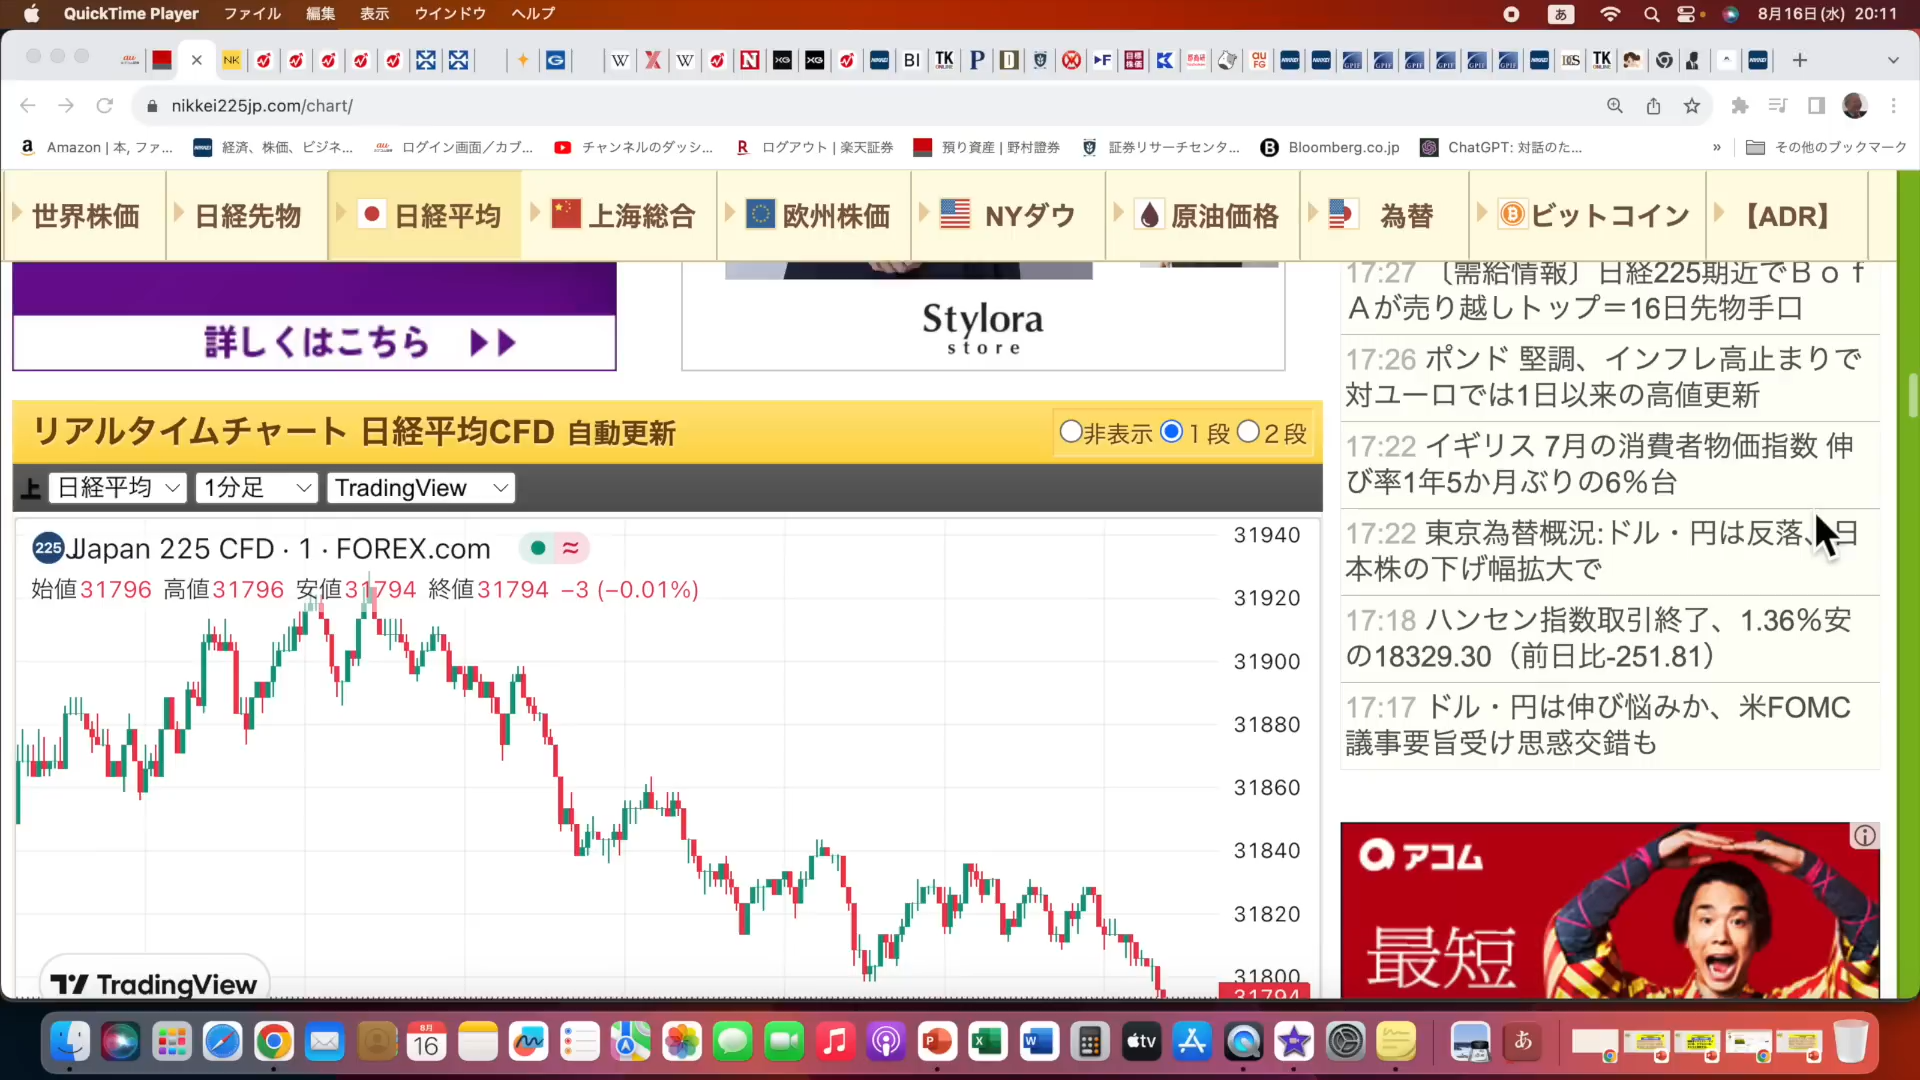 QuickTime Player ファイル 編集 表示 ウインドウ ヘルプ あ 8月16日(水) 20:11
nikkei225jp.com/chart/
Amazon | 本, ファ... 経済、株価、ビジネ... ログイン画面／カブ... チャンネルのダッシ... ログアウト | 楽天証券 預り資産 | 野村證券 証券リサーチセンタ... Bloomberg.co.jp ChatGPT: 対話のた... » その他のブックマーク
世界株価 日経先物 日経平均 上海総合 欧州株価 NYダウ 原油価格 為替 ビットコイン 【ADR】
詳しくはこちら
Stylora
store
リアルタイムチャート 日経平均CFD 自動更新 非表示 1段 2段
上 日経平均 1分足 TradingView
225 Japan 225 CFD · 1 · FOREX.com
始値31796 高値31796 安値31794 終値31794 −3 (−0.01%)
31940
31920
31900
31880
31860
31840
31820
31800
31794
TradingView
17:27 〔需給情報〕日経225期近でＢｏｆ
Ａが売り越しトップ＝16日先物手口
17:26 ポンド 堅調、インフレ高止まりで
対ユーロでは1日以来の高値更新
17:22 イギリス 7月の消費者物価指数 伸
び率1年5か月ぶりの6％台
17:22 東京為替概況:ドル・円は反落、日
本株の下げ幅拡大で
17:18 ハンセン指数取引終了、1.36％安
の18329.30（前日比-251.81）
17:17 ドル・円は伸び悩みか、米FOMC
議事要旨受け思惑交錯も
アコム
最短
8月
16
tv
あ